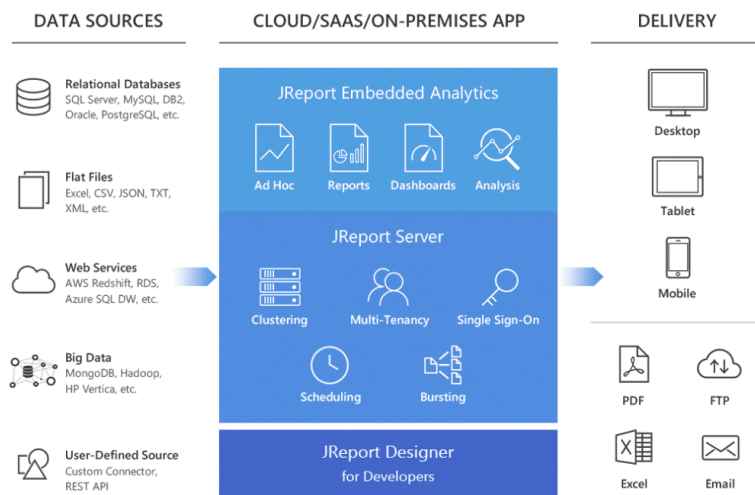 DATA SOURCES
Relational Databases
SQL Server, MySQL, DB2,
Oracle, PostgreSQL, etc.
Flat Files
Excel, CSV, JSON, TXT,
XML, etc.
Web Services
AWS Redshift, RDS,
Azure SQL DW, etc.
Big Data
MongoDB, Hadoop,
HP Vertica, etc.
User-Defined Source
Custom Connector,
REST API
CLOUD/SAAS/ON-PREMISES APP
JReport Embedded Analytics
Ad Hoc Reports Dashboards Analysis
JReport Server
Clustering Multi-Tenancy Single Sign-On
Scheduling Bursting
JReport Designer
for Developers
DELIVERY
Desktop
Tablet
Mobile
PDF FTP
X
Excel Email